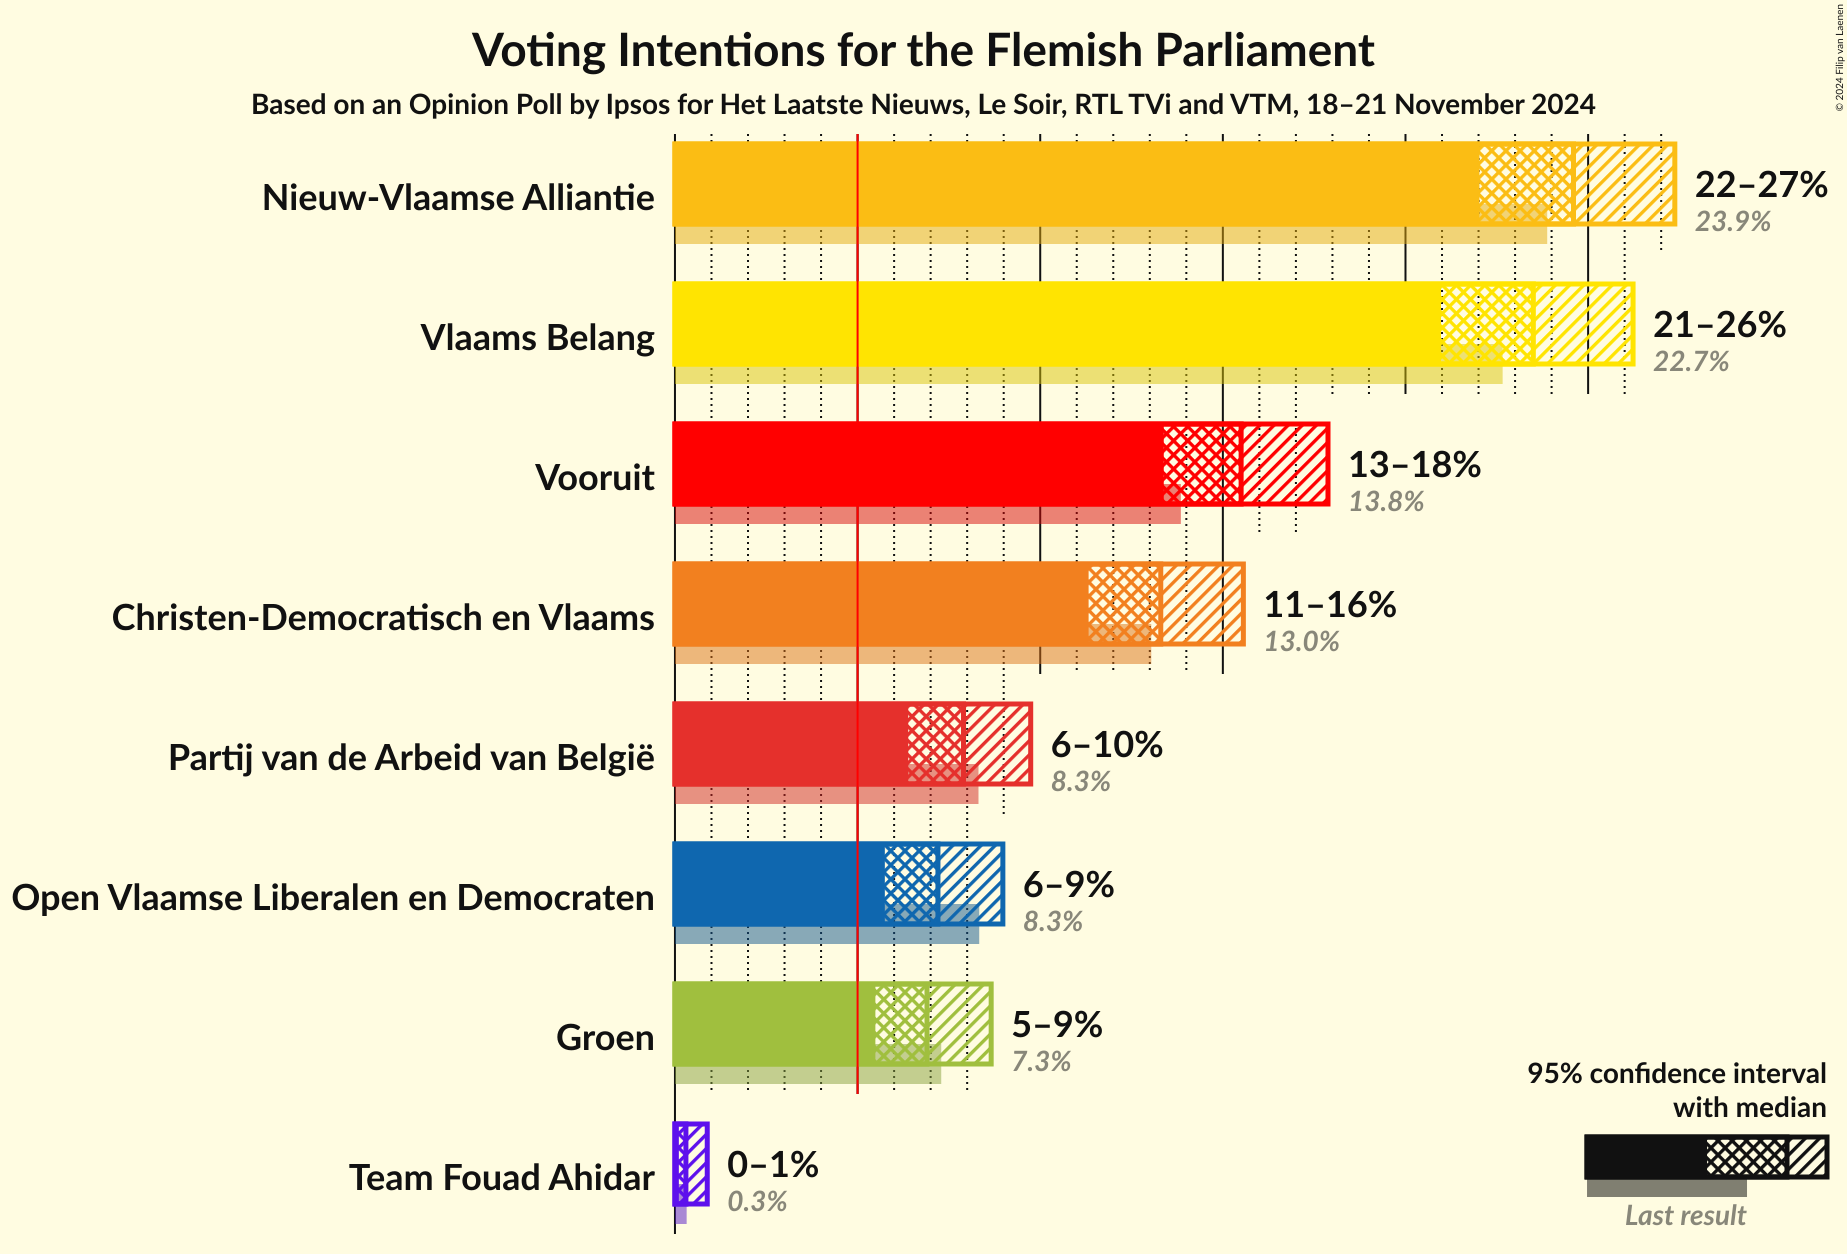 Voting Intentions for the Flemish Parliament
Based on an Opinion Poll by Ipsos for Het Laatste Nieuws, Le Soir, RTL TVi and VTM, 18–21 November 2024
© 2024 Filip van Laenen
Nieuw-Vlaamse Alliantie
22–27%
23.9%
Vlaams Belang
21–26%
22.7%
Vooruit
13–18%
13.8%
Christen-Democratisch en Vlaams
11–16%
13.0%
Partij van de Arbeid van België
6–10%
8.3%
Open Vlaamse Liberalen en Democraten
6–9%
8.3%
Groen
5–9%
7.3%
Team Fouad Ahidar
0–1%
0.3%
95% confidence interval
with median
Last result